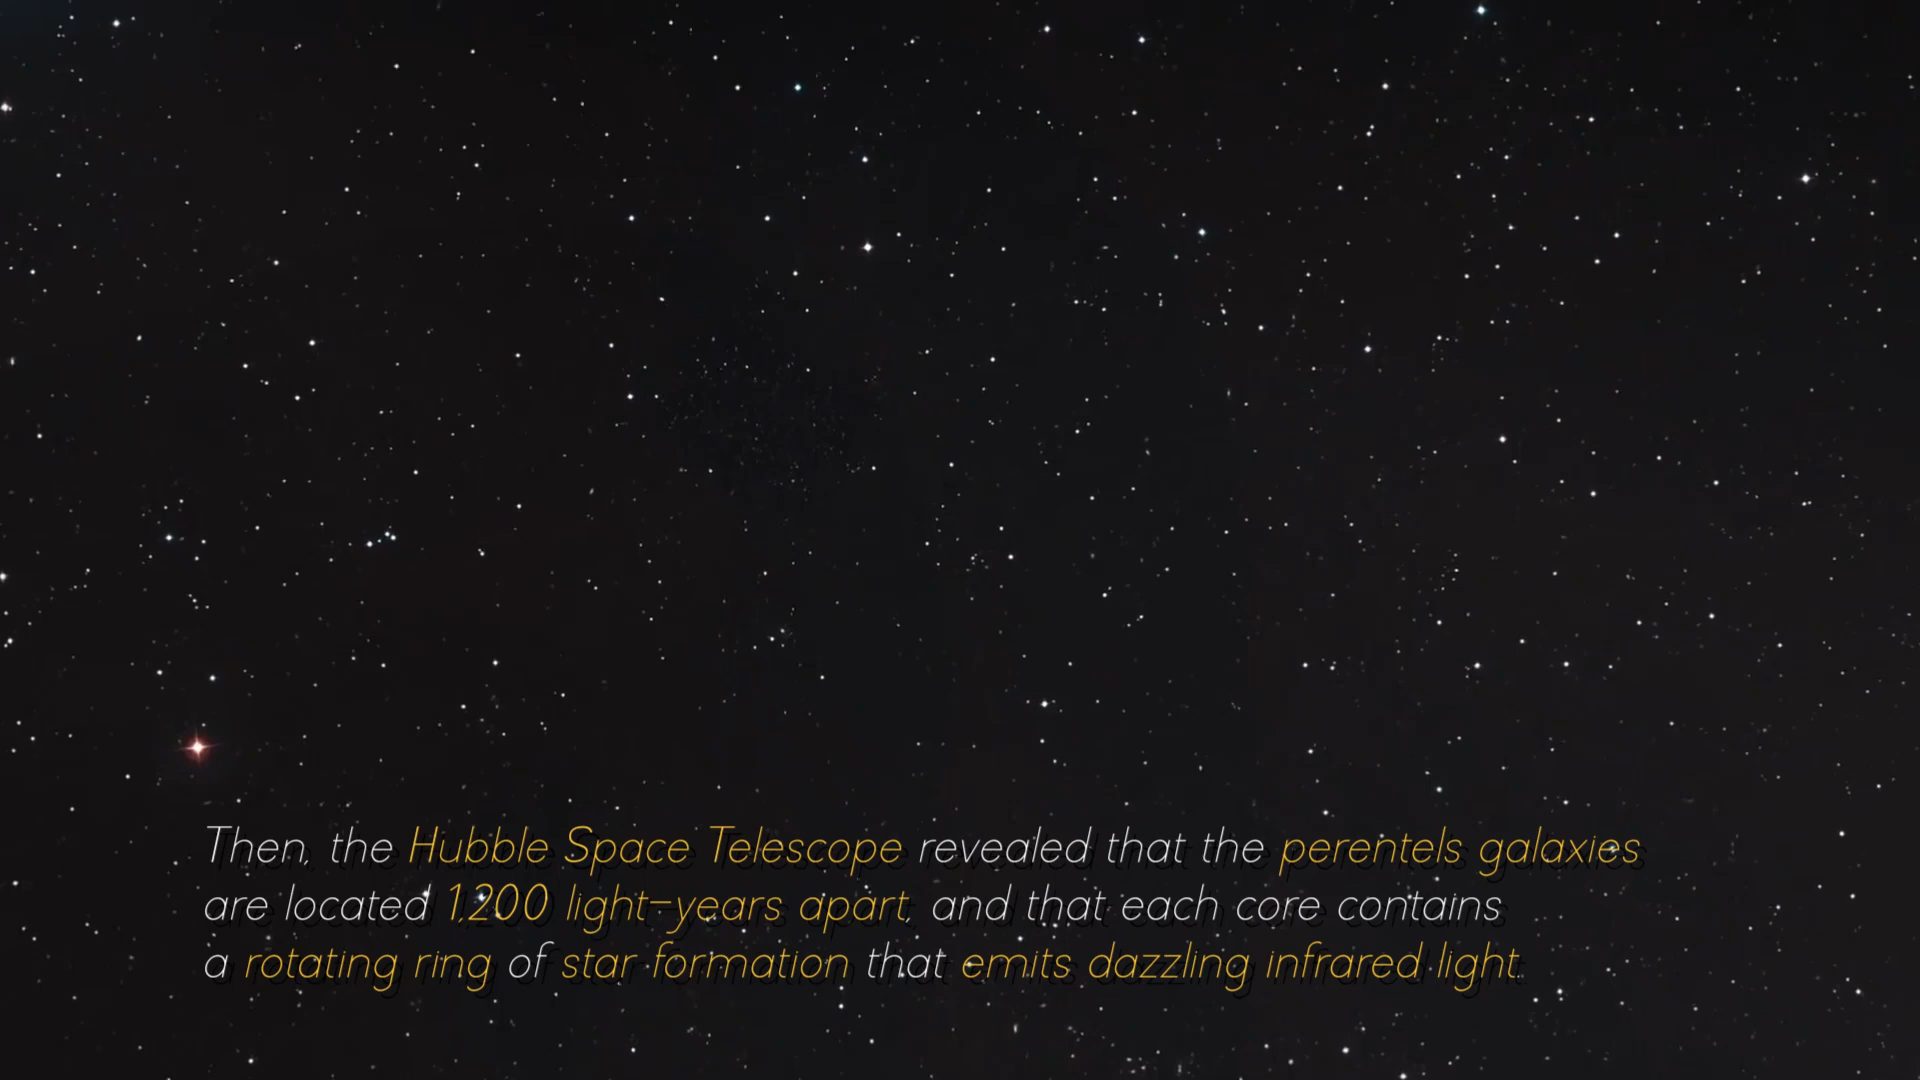 Then, the Hubble Space Telescope revealed that the perentels galaxies
are located 1,200 light-years apart, and that each core contains
a rotating ring of star formation that emits dazzling infrared light.